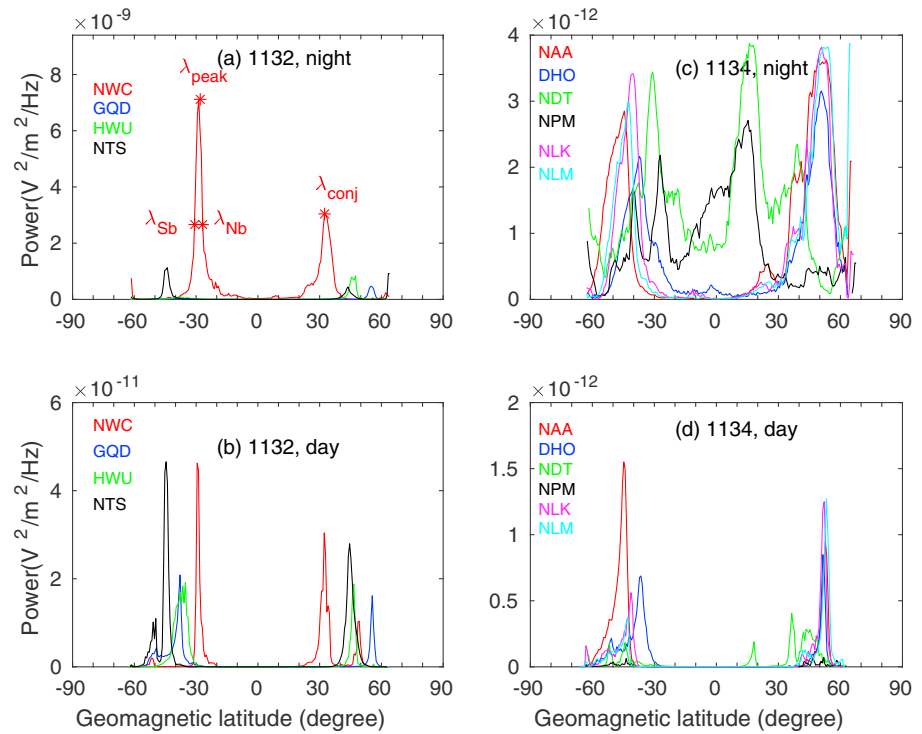 ×10⁻⁹
(a) 1132, night
NWC
GQD
HWU
NTS
λpeak
λSb
λNb
λconj
Power(V ²/m ²/Hz)
8
6
4
2
0
-90 -60 -30 0 30 60 90
×10⁻¹²
(c) 1134, night
NAA
DHO
NDT
NPM
NLK
NLM
4
3
2
1
0
-90 -60 -30 0 30 60 90
×10⁻¹¹
(b) 1132, day
NWC
GQD
HWU
NTS
Power(V ²/m ²/Hz)
6
4
2
0
-90 -60 -30 0 30 60 90
Geomagnetic latitude (degree)
×10⁻¹²
(d) 1134, day
NAA
DHO
NDT
NPM
NLK
NLM
2
1.5
1
0.5
0
-90 -60 -30 0 30 60 90
Geomagnetic latitude (degree)